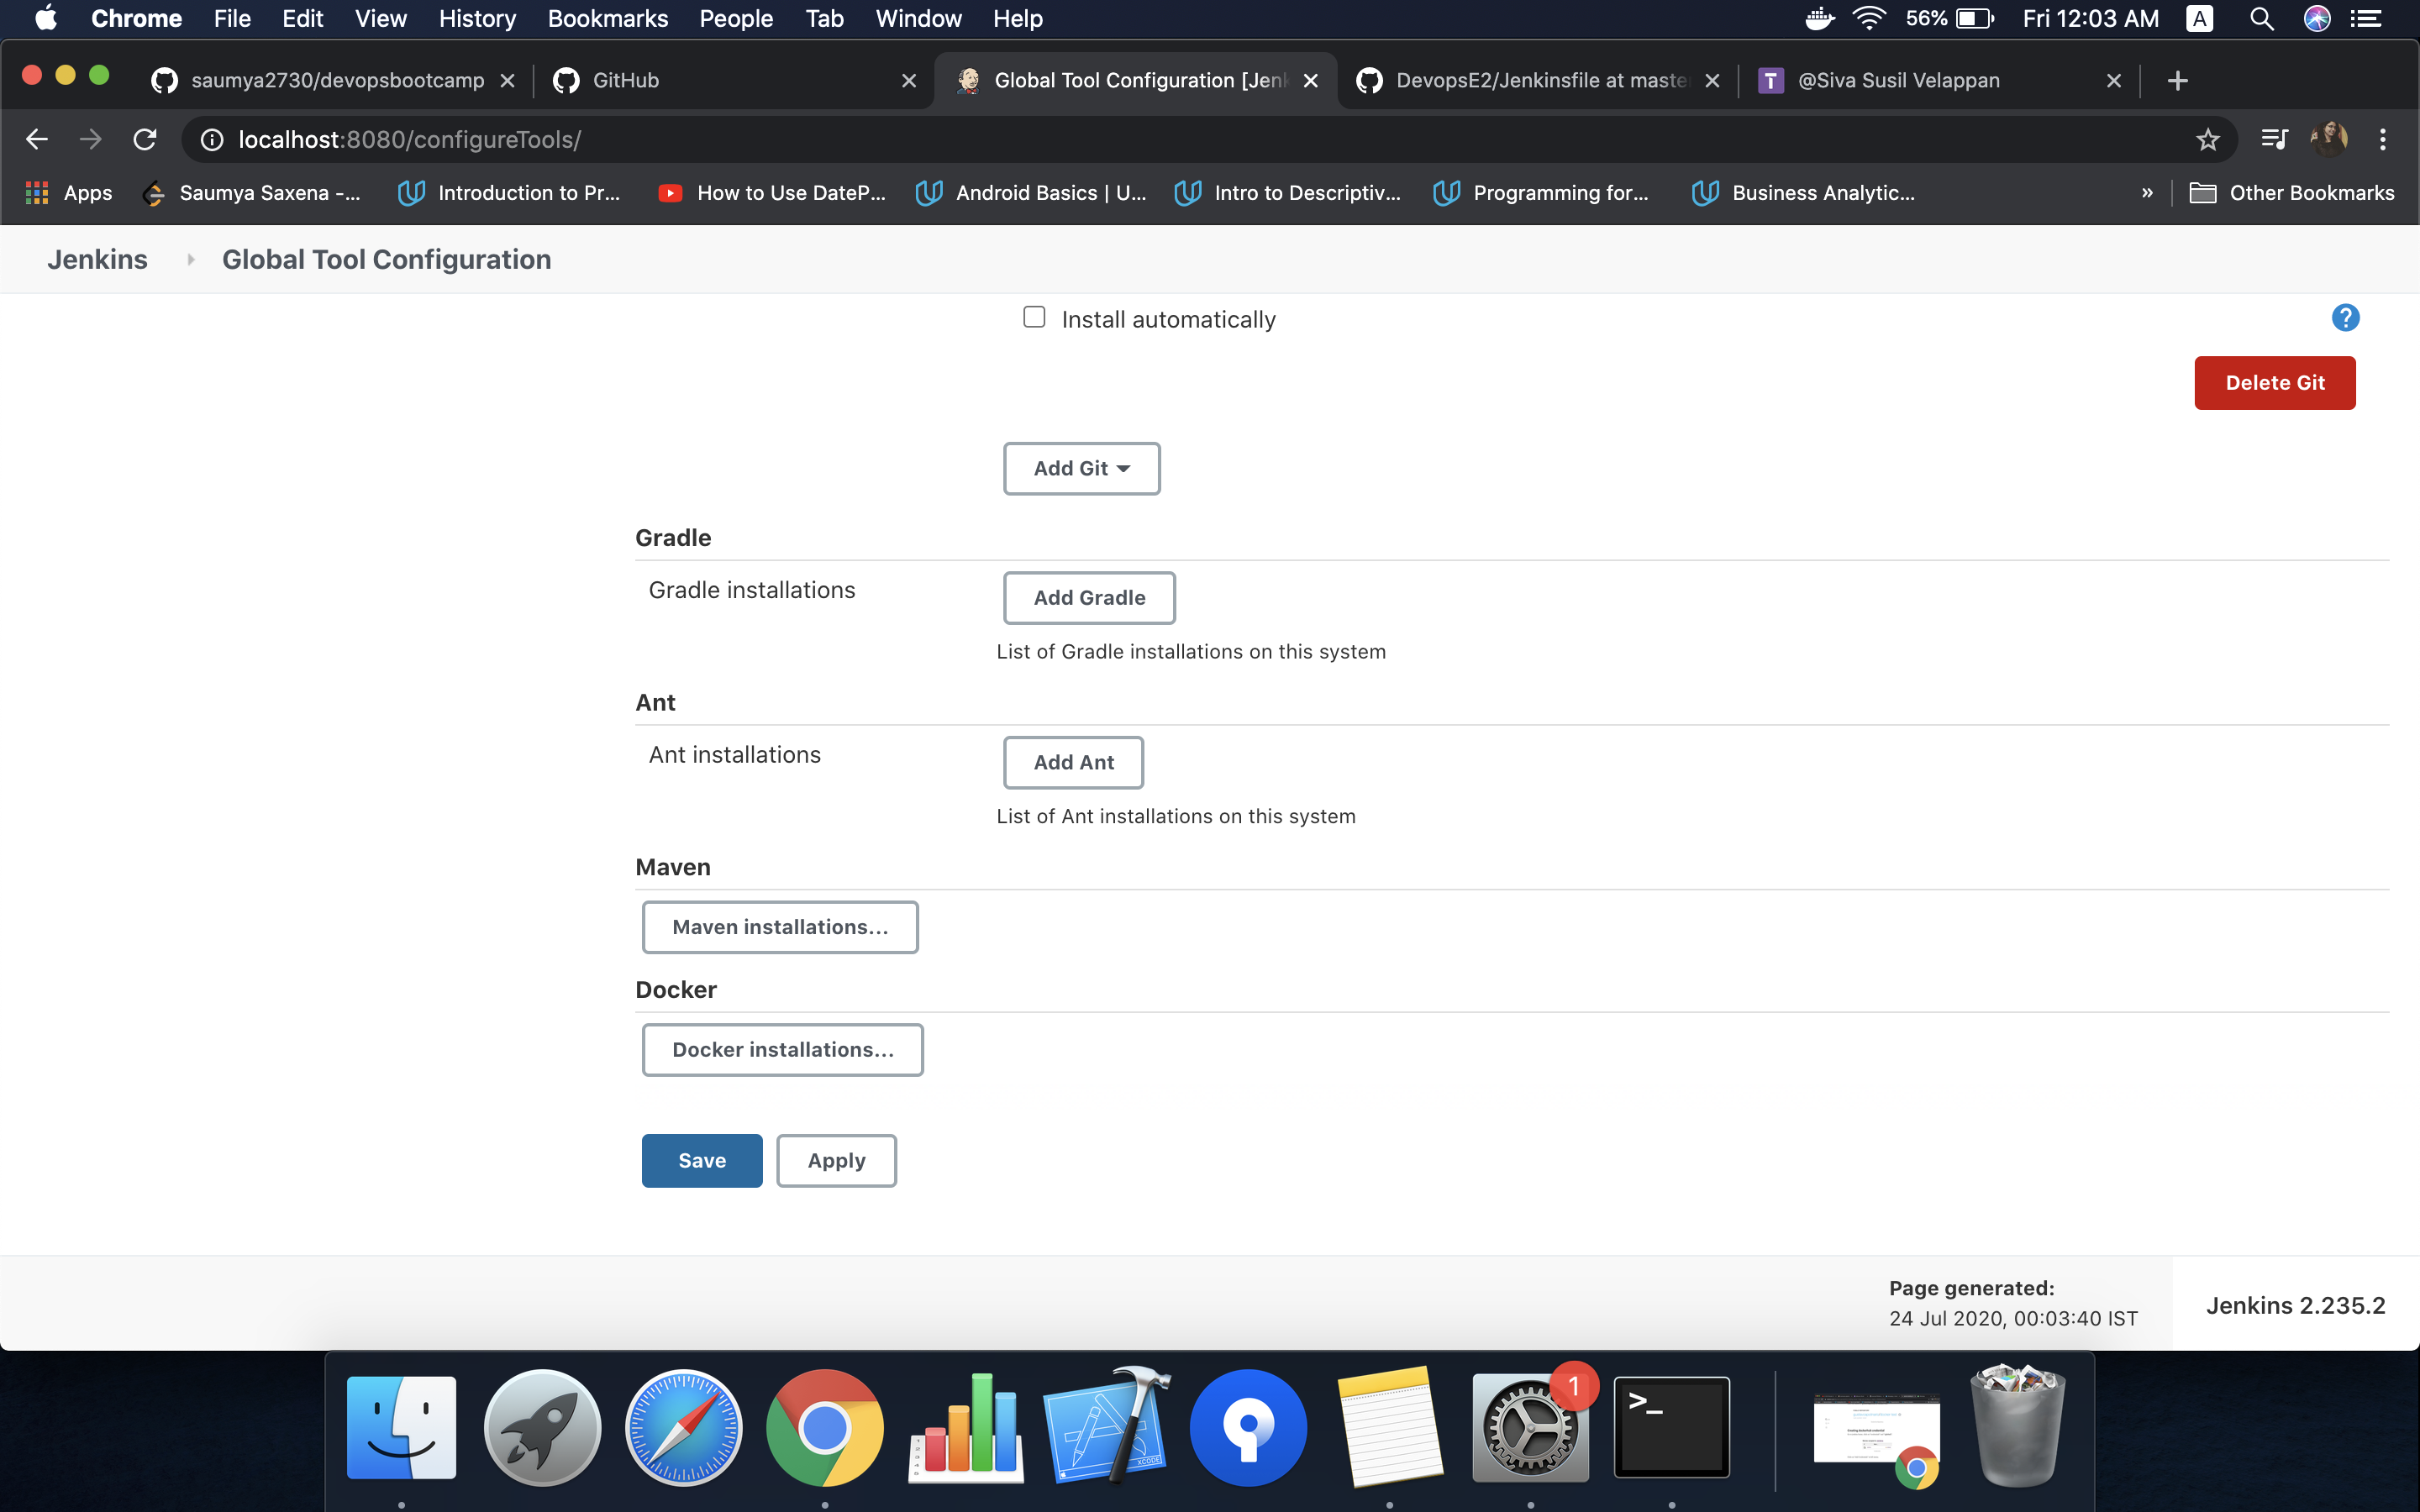 Chrome File Edit View History Bookmarks People Tab Window Help 56% Fri 12:03 AM A
saumya2730/devopsbootcamp GitHub Global Tool Configuration [Jenk DevopsE2/Jenkinsfile at maste T @Siva Susil Velappan
localhost:8080/configureTools/
Apps Saumya Saxena -... Introduction to Pr... How to Use DateP... Android Basics | U... Intro to Descriptiv... Programming for... Business Analytic... » Other Bookmarks
Jenkins Global Tool Configuration
Install automatically ?
Delete Git
Add Git
Gradle
Gradle installations Add Gradle
List of Gradle installations on this system
Ant
Ant installations Add Ant
List of Ant installations on this system
Maven
Maven installations...
Docker
Docker installations...
Save Apply
Page generated:
24 Jul 2020, 00:03:40 IST
Jenkins 2.235.2
1
>_
XCODE